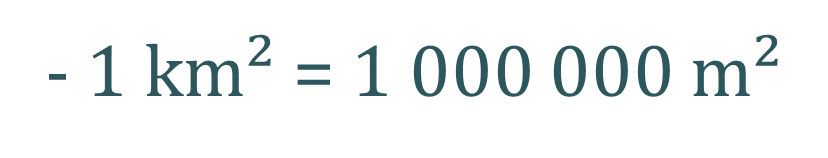 - 1 km² = 1 000 000 m²